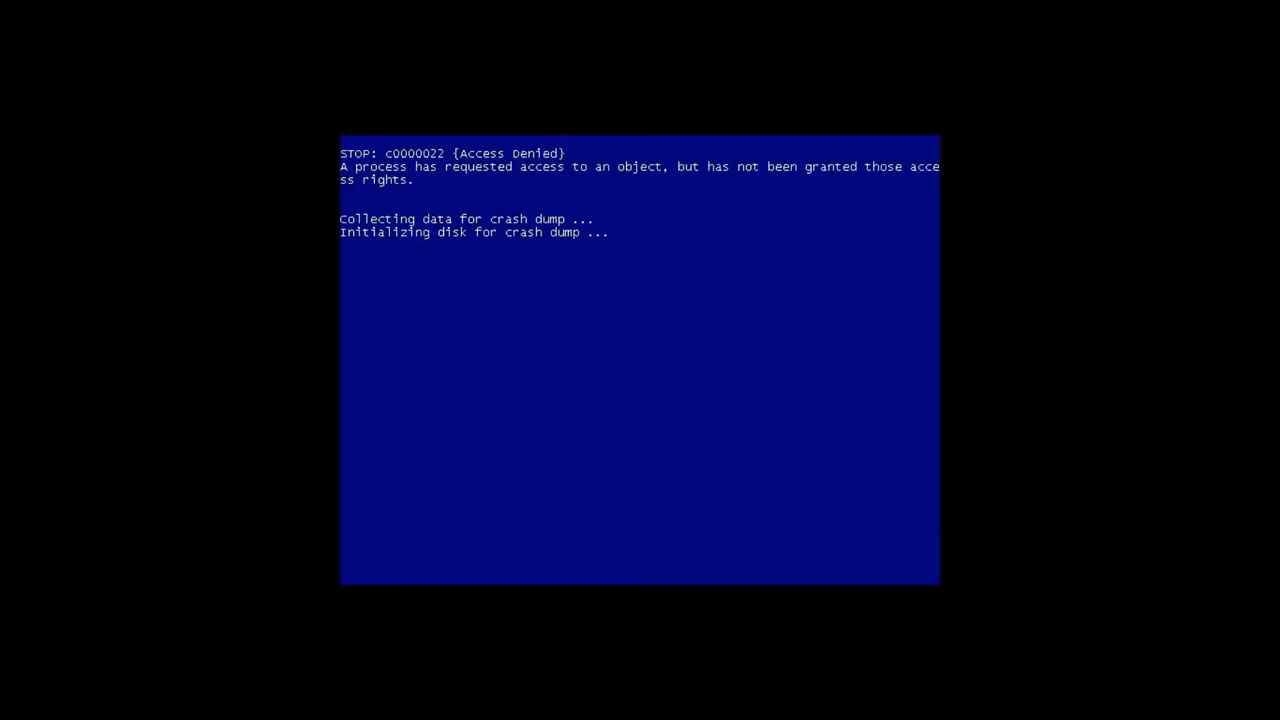 STOP: c0000022 {Access Denied}
A process has requested access to an object, but has not been granted those acce
ss rights.
Collecting data for crash dump ...
Initializing disk for crash dump ...